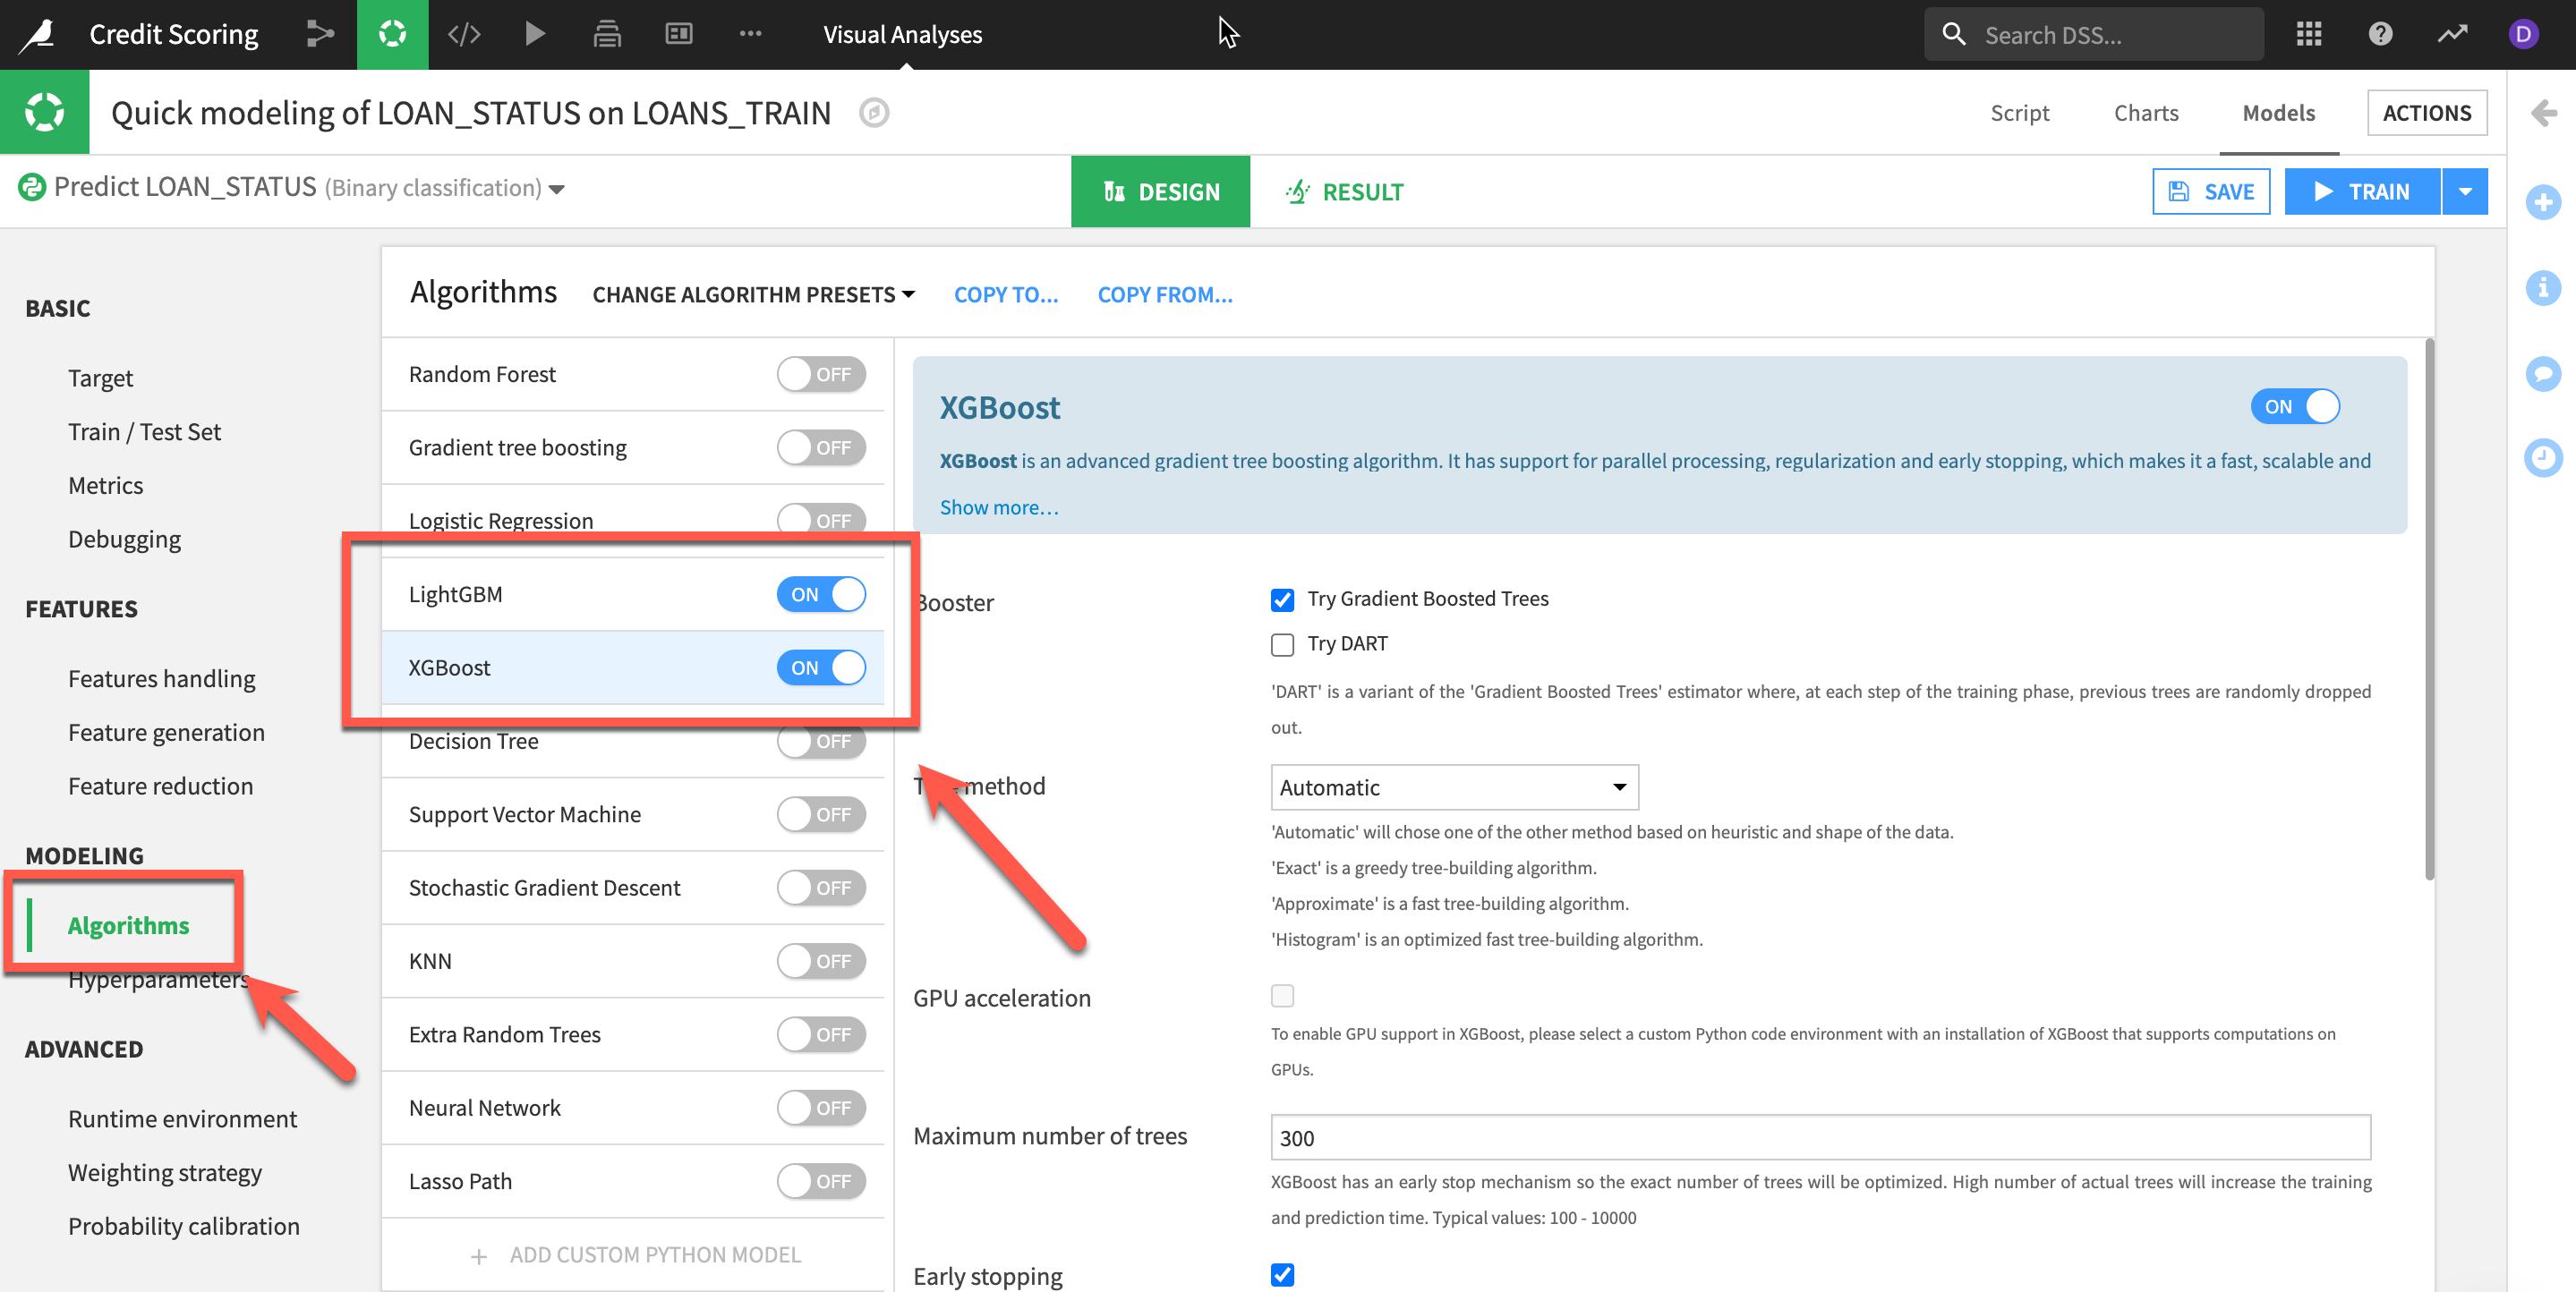 Credit Scoring
Visual Analyses
Search DSS...
D
Quick modeling of LOAN_STATUS on LOANS_TRAIN
Script
Charts
Models
ACTIONS
Predict LOAN_STATUS (Binary classification)
DESIGN
RESULT
SAVE
TRAIN
BASIC
Target
Train / Test Set
Metrics
Debugging
FEATURES
Features handling
Feature generation
Feature reduction
MODELING
Algorithms
Hyperparameters
ADVANCED
Runtime environment
Weighting strategy
Probability calibration
Algorithms
CHANGE ALGORITHM PRESETS
COPY TO...
COPY FROM...
Random Forest OFF
Gradient tree boosting OFF
Logistic Regression OFF
LightGBM ON
XGBoost ON
Decision Tree OFF
Support Vector Machine OFF
Stochastic Gradient Descent OFF
KNN OFF
Extra Random Trees OFF
Neural Network OFF
Lasso Path OFF
+ ADD CUSTOM PYTHON MODEL
XGBoost
ON
XGBoost is an advanced gradient tree boosting algorithm. It has support for parallel processing, regularization and early stopping, which makes it a fast, scalable and
Show more…
Booster
Try Gradient Boosted Trees
Try DART
'DART' is a variant of the 'Gradient Boosted Trees' estimator where, at each step of the training phase, previous trees are randomly dropped
out.
method
Automatic
'Automatic' will chose one of the other method based on heuristic and shape of the data.
'Exact' is a greedy tree-building algorithm.
'Approximate' is a fast tree-building algorithm.
'Histogram' is an optimized fast tree-building algorithm.
GPU acceleration
To enable GPU support in XGBoost, please select a custom Python code environment with an installation of XGBoost that supports computations on
GPUs.
Maximum number of trees
300
XGBoost has an early stop mechanism so the exact number of trees will be optimized. High number of actual trees will increase the training
and prediction time. Typical values: 100 - 10000
Early stopping